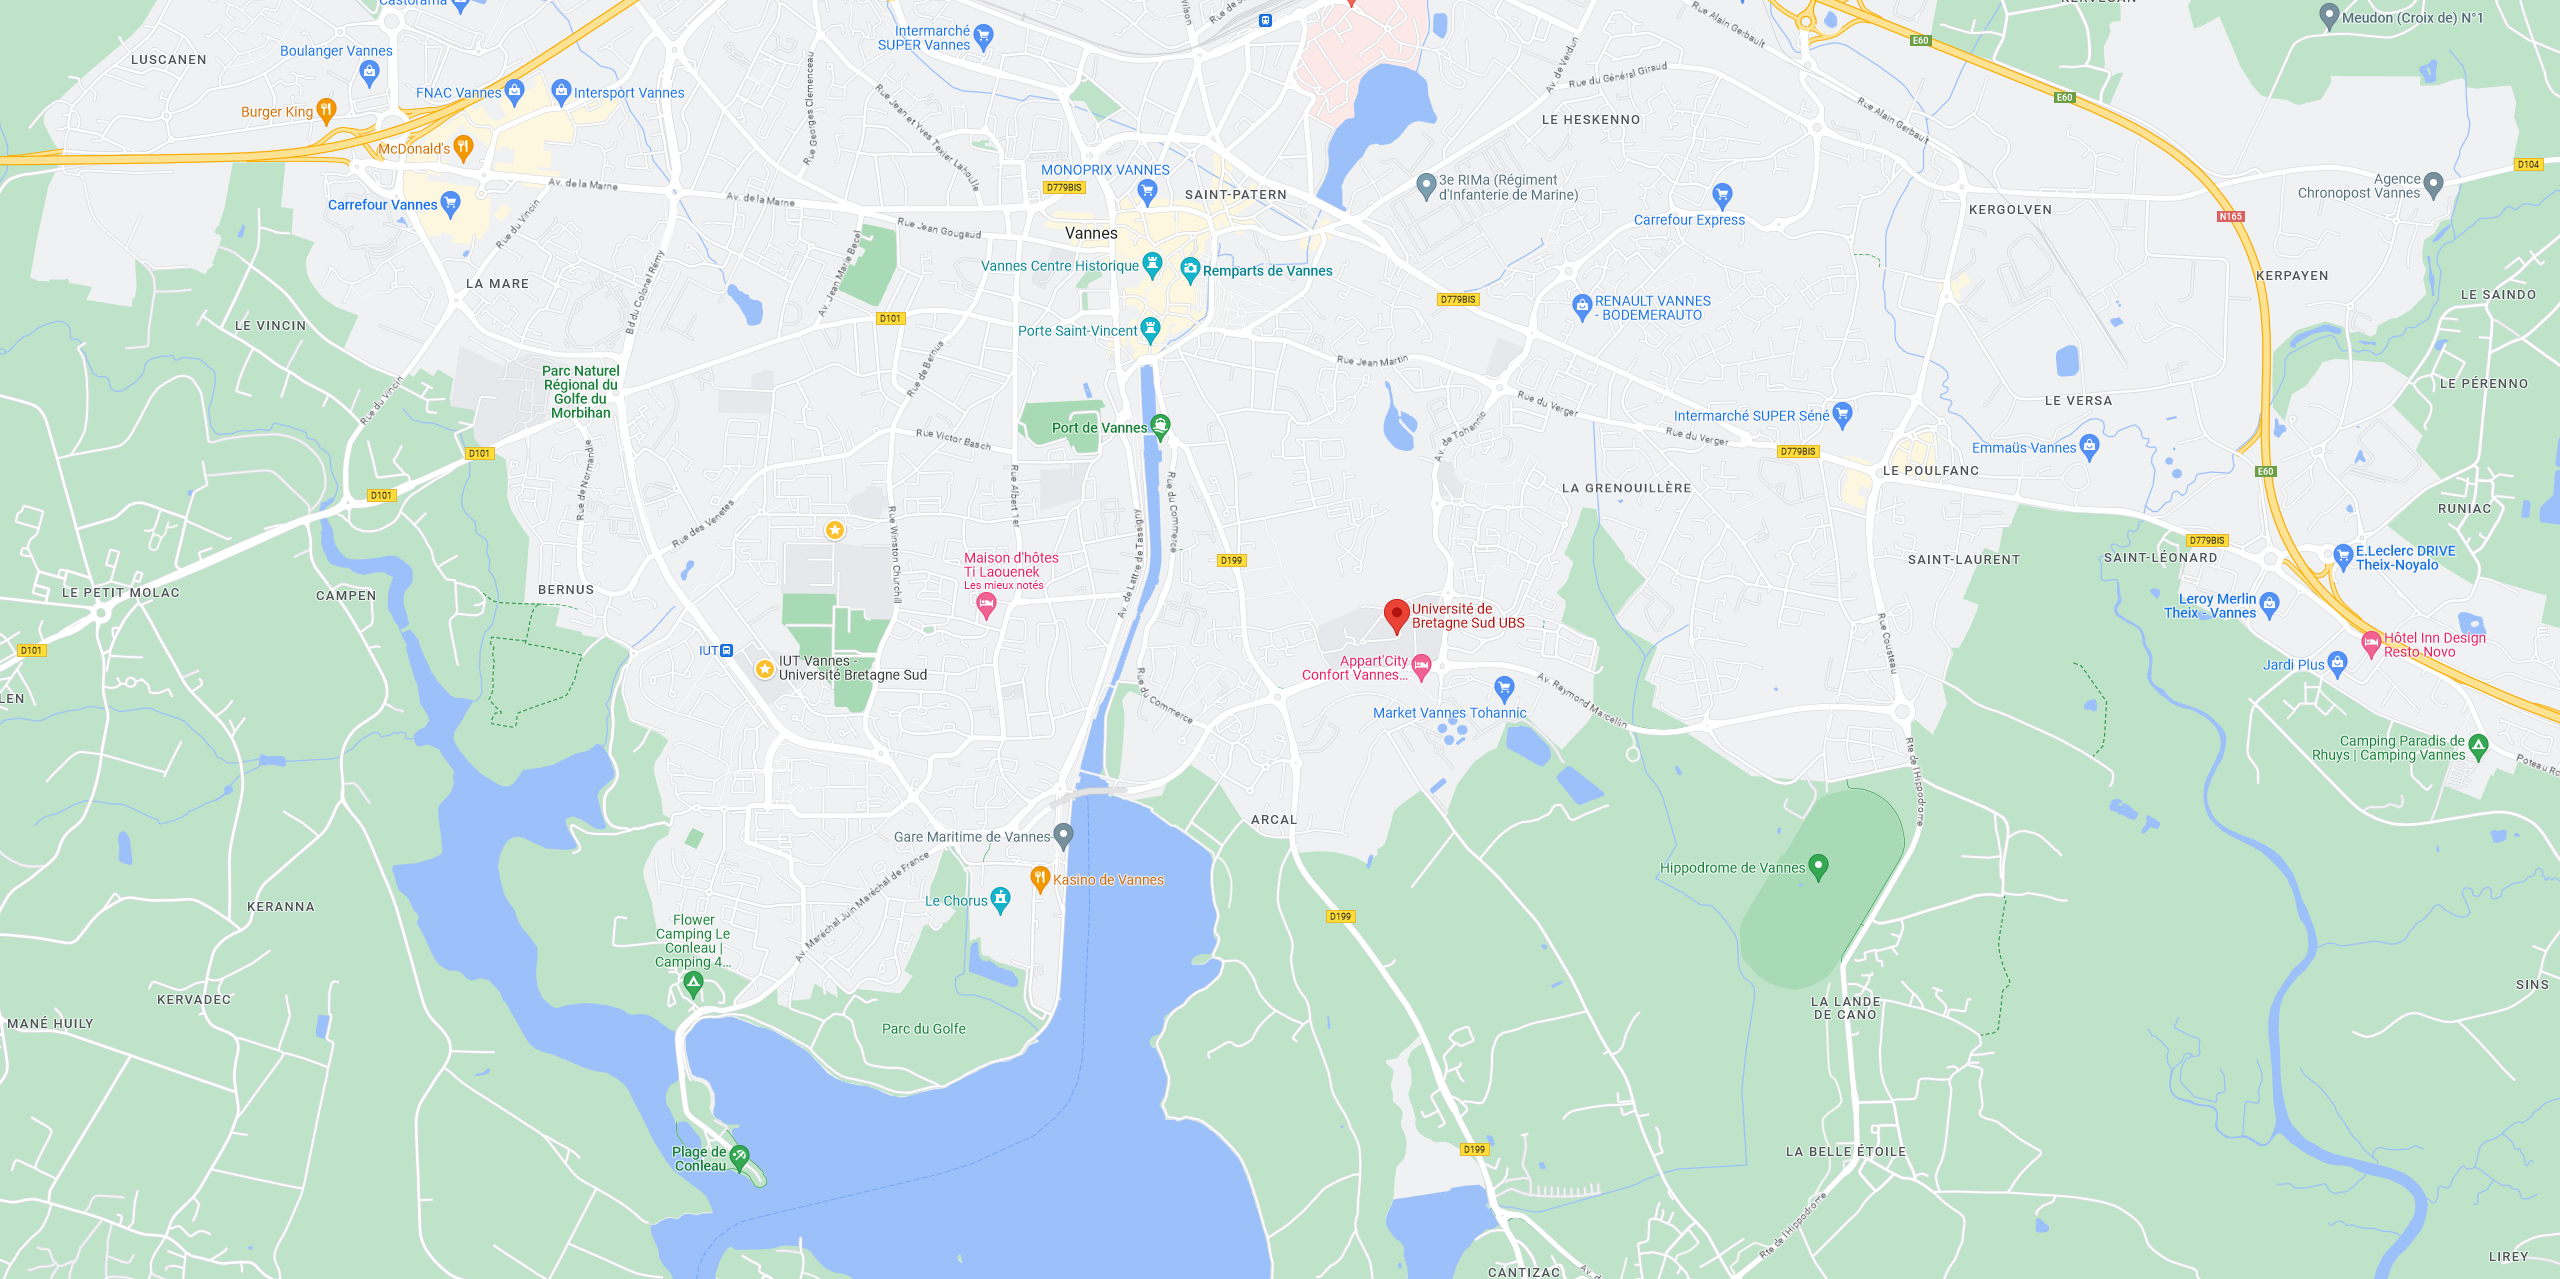 Castorama
LUSCANEN
Boulanger Vannes
Burger King
FNAC Vannes
Intersport Vannes
McDonald's
Carrefour Vannes
Av. de la Marne
Rue du Vincin
LA MARE
LE VINCIN
Bd du Colonel Rémy
Rue du Vincin
Parc Naturel
Régional du
Golfe du
Morbihan
D101
D101
Rue de Normandie
LE PETIT MOLAC
D101
CAMPEN
BERNUS
LEN
Intermarché
SUPER Vannes
Rue Georges Clemenceau
Rue Jean et Yves Texier Lahoulle
Av. de la Marne
Rue Jean Gougaud
Av. Jean Marie Becel
D101
Rue de Bernus
Rue Victor Basch
Rue des Venetes
Rue Winston Churchill
Rue Albert 1er
MONOPRIX VANNES
D779BIS
SAINT-PATERN
Vannes
Vannes Centre Historique
Remparts de Vannes
Porte Saint-Vincent
Port de Vannes
Rue du Commerce
Av. de Lattre de Tassigny
D199
Maison d'hôtes
Ti Laouenek
Les mieux notés
IUT
IUT Vannes -
Université Bretagne Sud
Rue du Commerce
Rue Alain Gerbault
Av. de Verdun
Rue du Général Giraud
LE HESKENNO
Rue Alain Gerbault
3e RIMa (Régiment
d'Infanterie de Marine)
Carrefour Express
KERGOLVEN
D779BIS
RENAULT VANNES
- BODEMERAUTO
Rue Jean Martin
Rue du Verger
Av. de Tohannic
Intermarché SUPER Séné
Rue du Verger
D779BIS
LA GRENOUILLÈRE
LE POULFANC
LE VERSA
Emmaüs Vannes
KERVEGAN
E60
E60
Meudon (Croix de) N°1
D104
Agence
Chronopost Vannes
N165
KERPAYEN
LE SAINDO
LE PÉRENNO
E60
RUNIAC
D779BIS
SAINT-LAURENT
SAINT-LÉONARD
E.Leclerc DRIVE
Theix-Noyalo
Leroy Merlin
Theix - Vannes
Hôtel Inn Design
Resto Novo
Jardi Plus
Camping Paradis de
Rhuys | Camping Vannes
Université de
Bretagne Sud UBS
Appart'City
Confort Vannes...
Market Vannes Tohannic
Av. Raymond Marcellin
Rue Cousteau
Rte de l'Hippodrome
ARCAL
Gare Maritime de Vannes
Kasino de Vannes
Le Chorus
Av. Maréchal Juin Maréchal de France
Hippodrome de Vannes
KERANNA
Flower
Camping Le
Conleau |
Camping 4...
D199
KERVADEC
MANÉ HUILY
Parc du Golfe
LA LANDE
DE CANO
SINS
Plage de
Conleau
D199
LA BELLE ÉTOILE
Rte de l'Hippodrome
CANTIZAC
LIREY